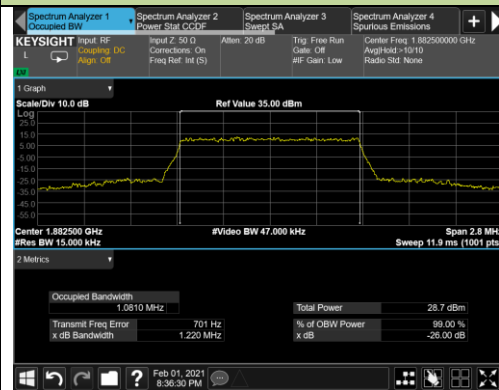 Spectrum Analyzer 1
Occupied BW
Spectrum Analyzer 2
Power Stat CCDF
Spectrum Analyzer 3
Swept SA
Spectrum Analyzer 4
Spurious Emissions
KEYSIGHT
L
Input: RF
Coupling: DC
Align: Off
Input Z: 50 Ω
Corrections: On
Freq Ref: Int (S)
Atten: 20 dB
Trig: Free Run
Gate: Off
#IF Gain: Low
Center Freq: 1.882500000 GHz
Avg|Hold:>10/10
Radio Std: None
1 Graph
Scale/Div 10.0 dB
Ref Value 35.00 dBm
Log
25.0
15.0
5.00
-5.00
-15.0
-25.0
-35.0
-45.0
-55.0
Center 1.882500 GHz
#Video BW 47.000 kHz
Span 2.8 MHz
#Res BW 15.000 kHz
Sweep 11.9 ms (1001 pts)
2 Metrics
Occupied Bandwidth
1.0810 MHz
Total Power
28.7 dBm
Transmit Freq Error
701 Hz
% of OBW Power
99.00 %
x dB Bandwidth
1.220 MHz
x dB
-26.00 dB
Feb 01, 2021
8:36:30 PM